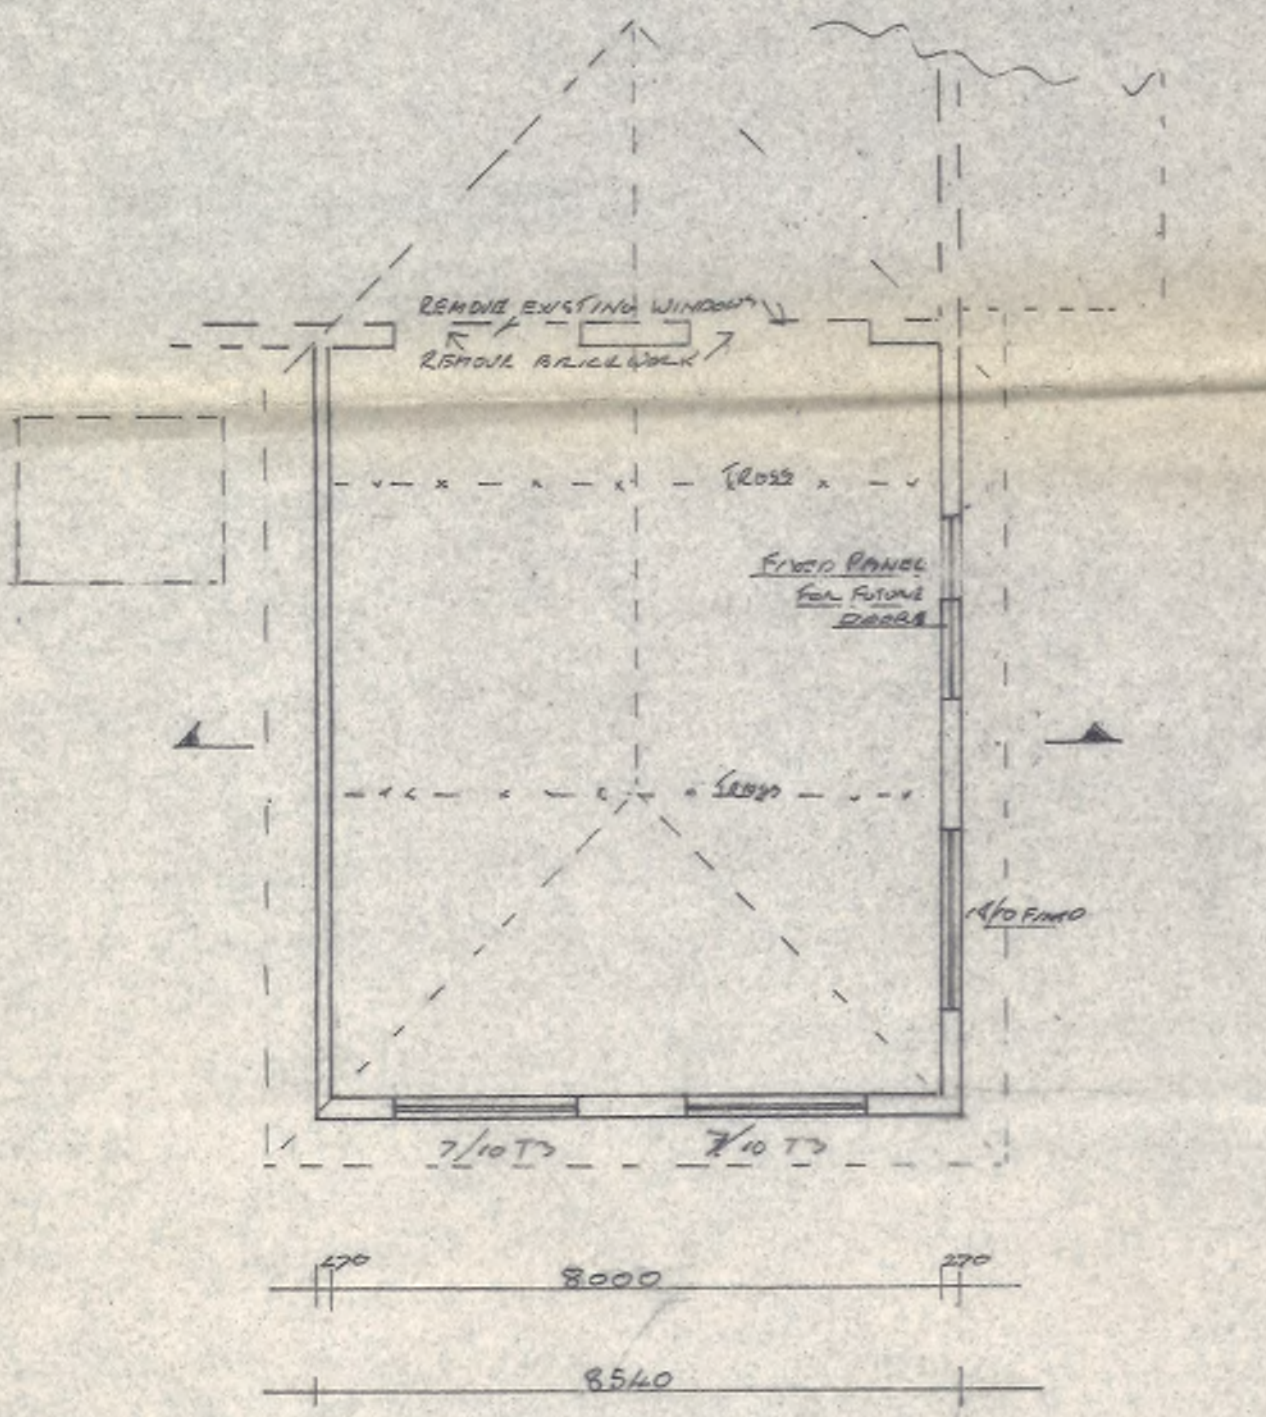 REMOVE EXISTING WINDOWS
REMOVE BRICKWORK
TRUSS
FIXED PANEL
FOR FUTURE
DOORS
TRUSS
7/10 T3
7/10 T3
270
8000
270
8540